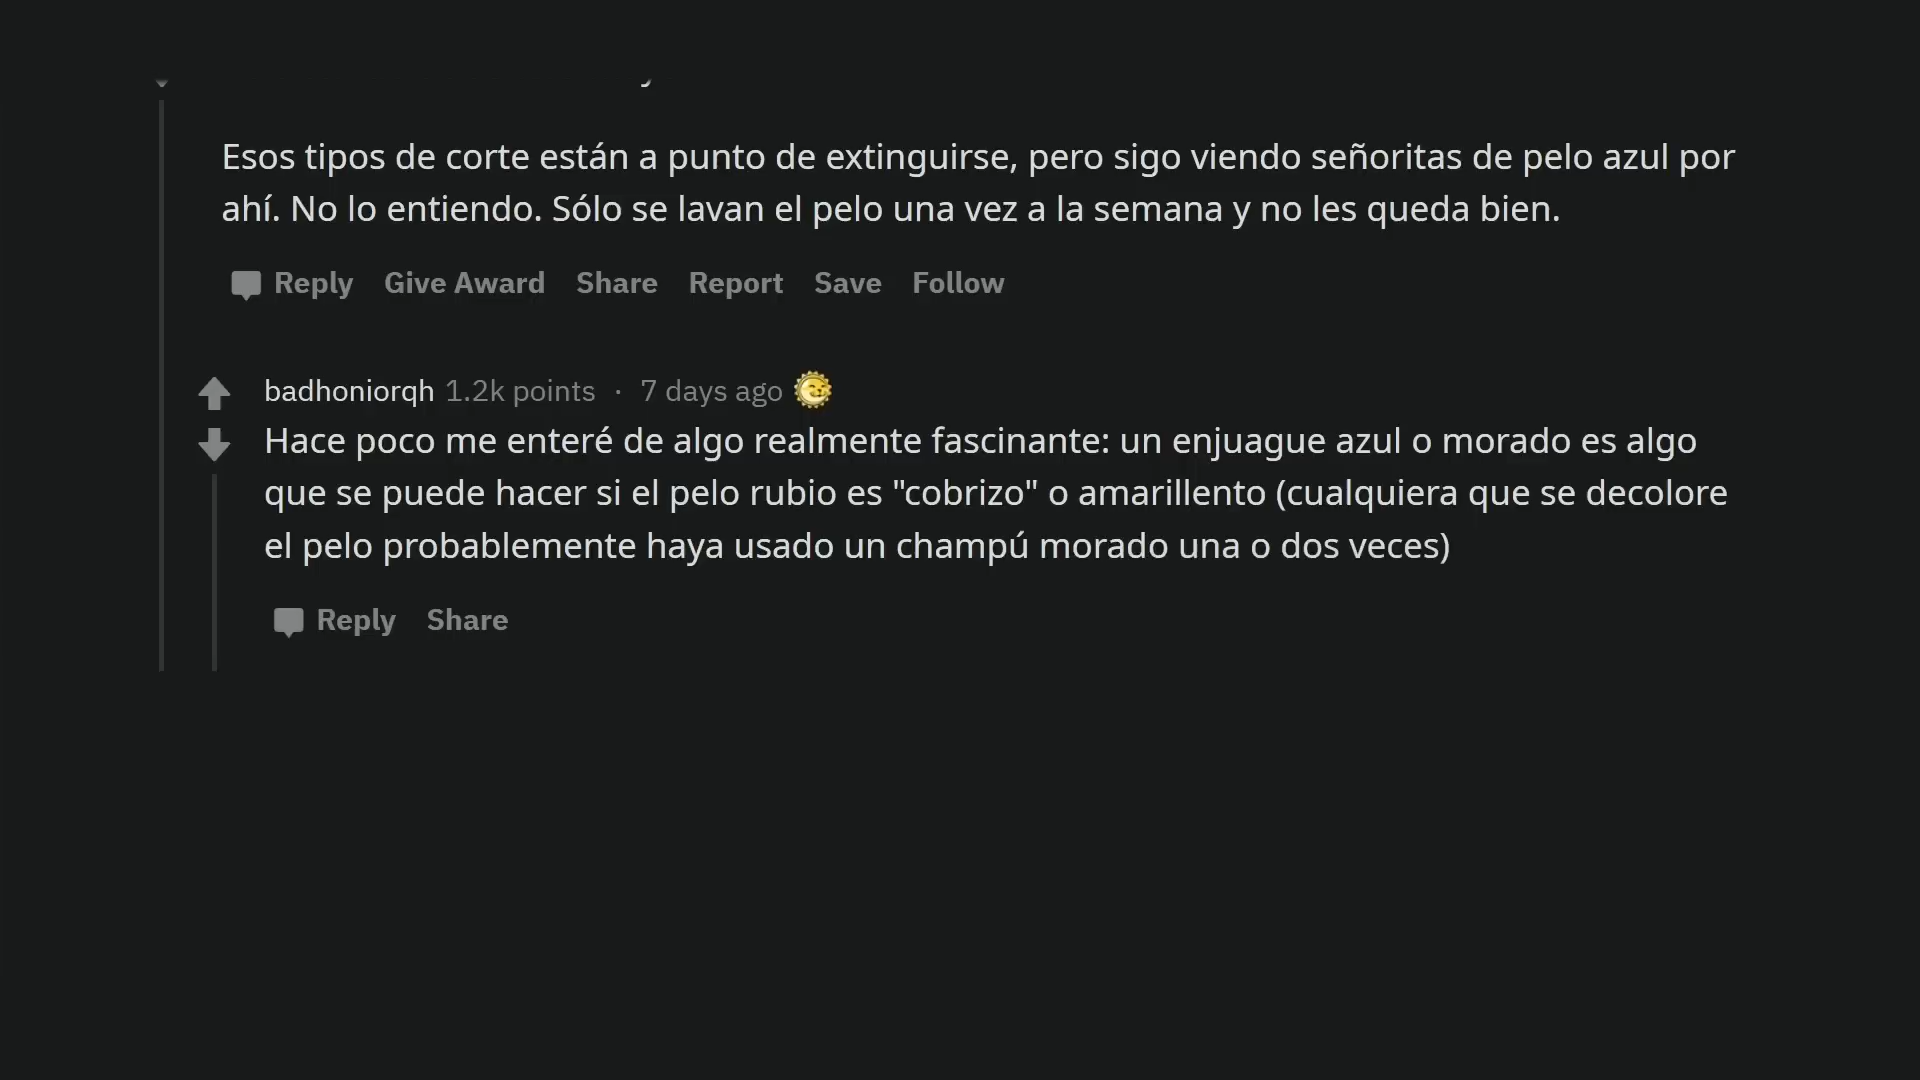 Esos tipos de corte están a punto de extinguirse, pero sigo viendo señoritas de pelo azul por
ahí. No lo entiendo. Sólo se lavan el pelo una vez a la semana y no les queda bien.
Reply Give Award Share Report Save Follow
badhoniorqh 1.2k points · 7 days ago
Hace poco me enteré de algo realmente fascinante: un enjuague azul o morado es algo
que se puede hacer si el pelo rubio es "cobrizo" o amarillento (cualquiera que se decolore
el pelo probablemente haya usado un champú morado una o dos veces)
Reply Share